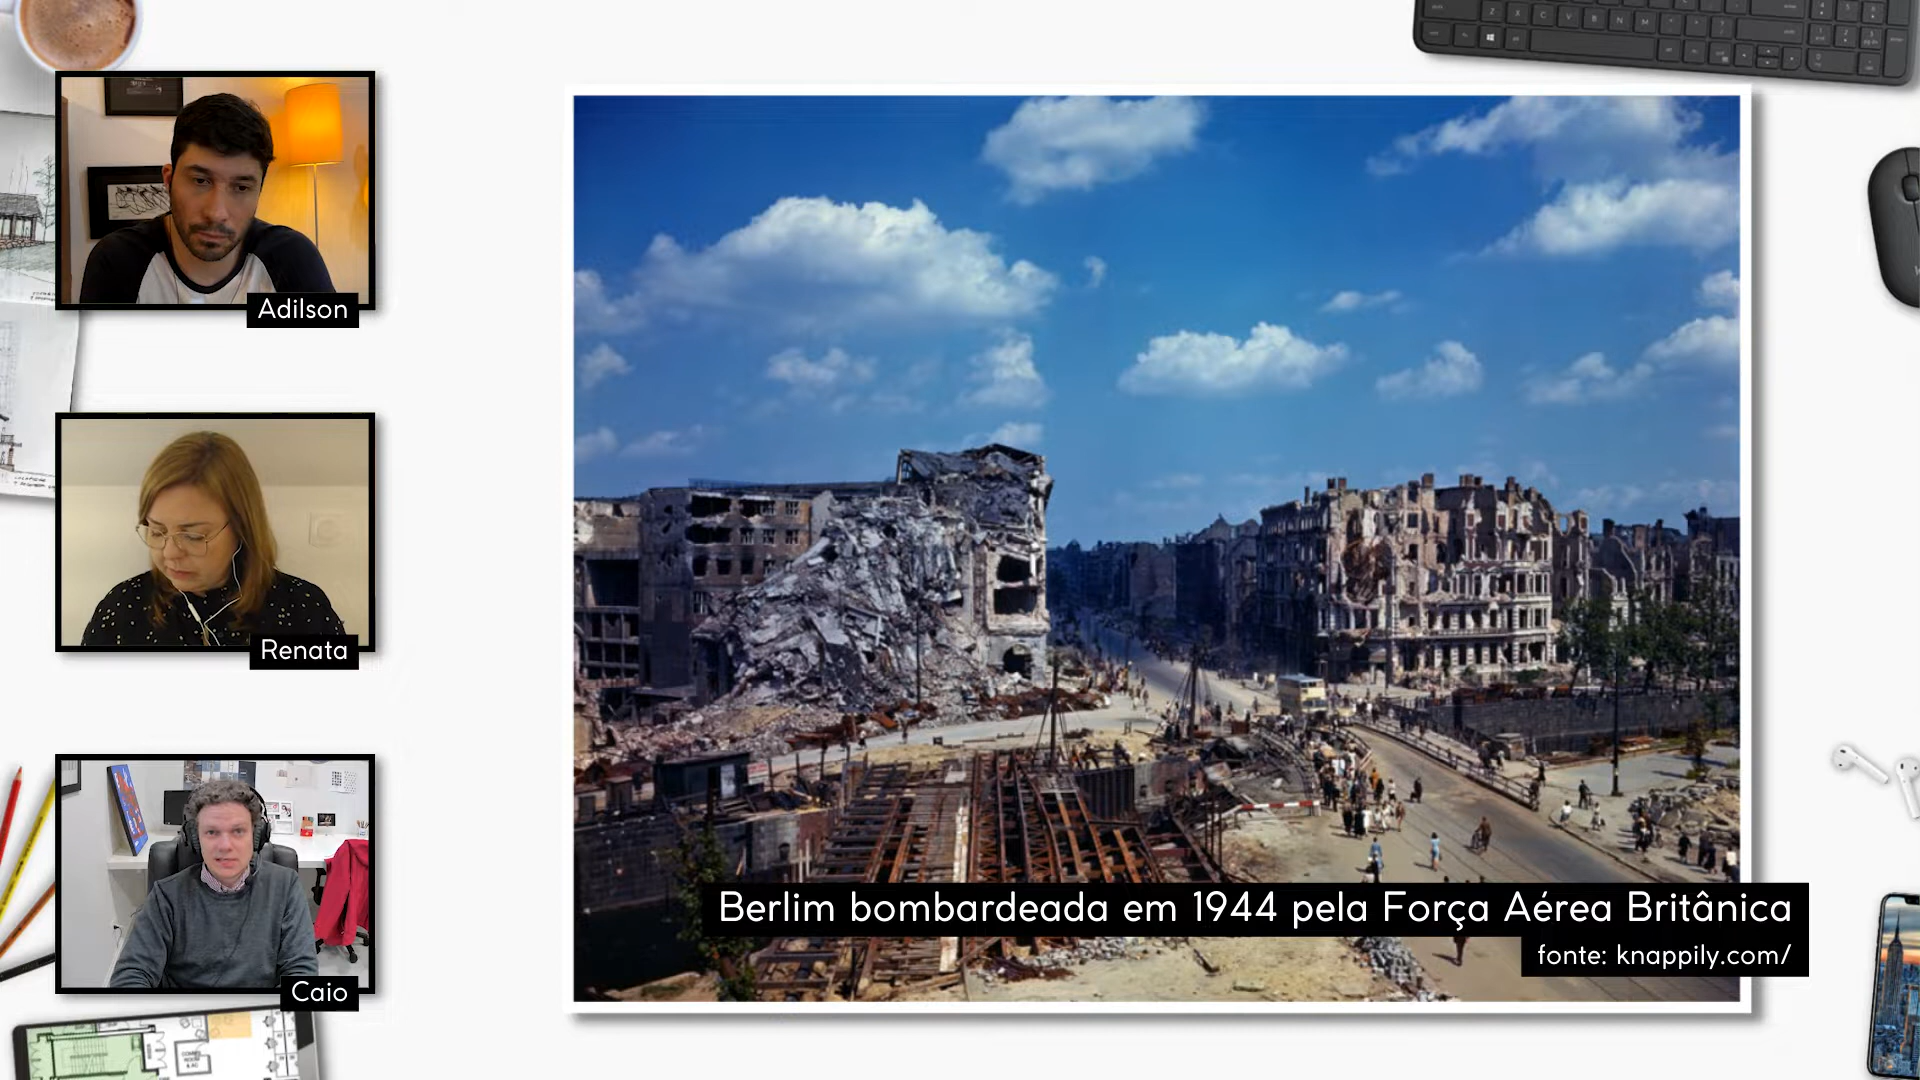 Adilson
Renata
Caio
Berlim bombardeada em 1944 pela Força Aérea Britânica
fonte: knappily.com/